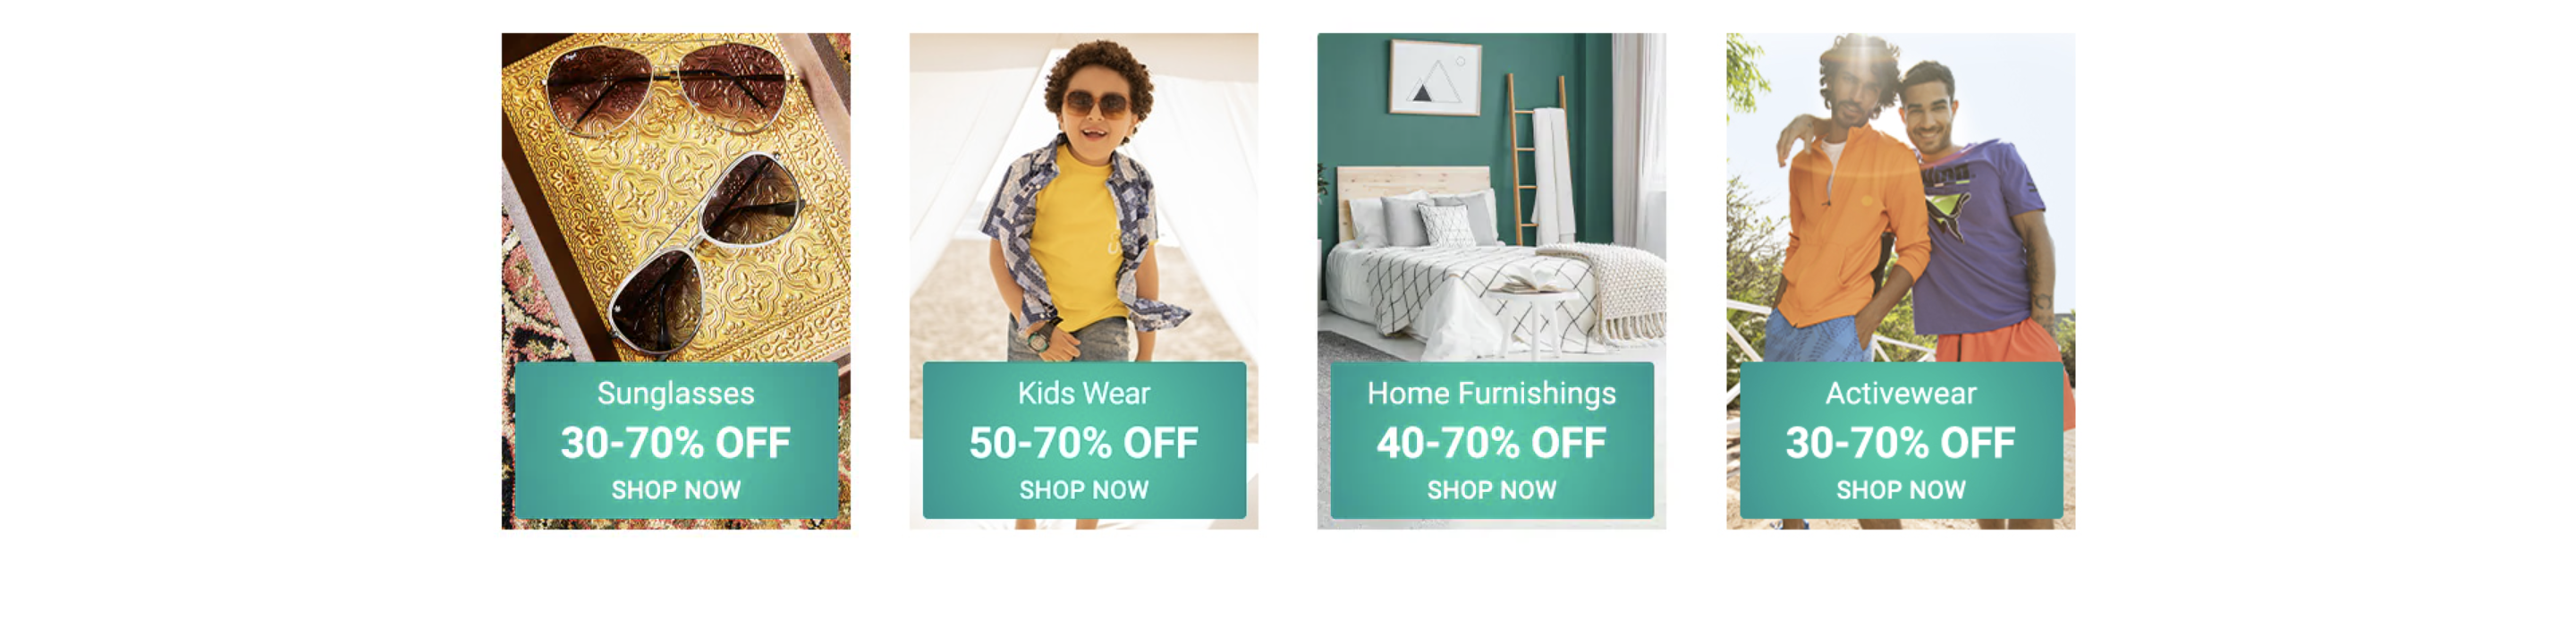 Sunglasses
30-70% OFF
SHOP NOW
Kids Wear
50-70% OFF
SHOP NOW
Home Furnishings
40-70% OFF
SHOP NOW
Activewear
30-70% OFF
SHOP NOW